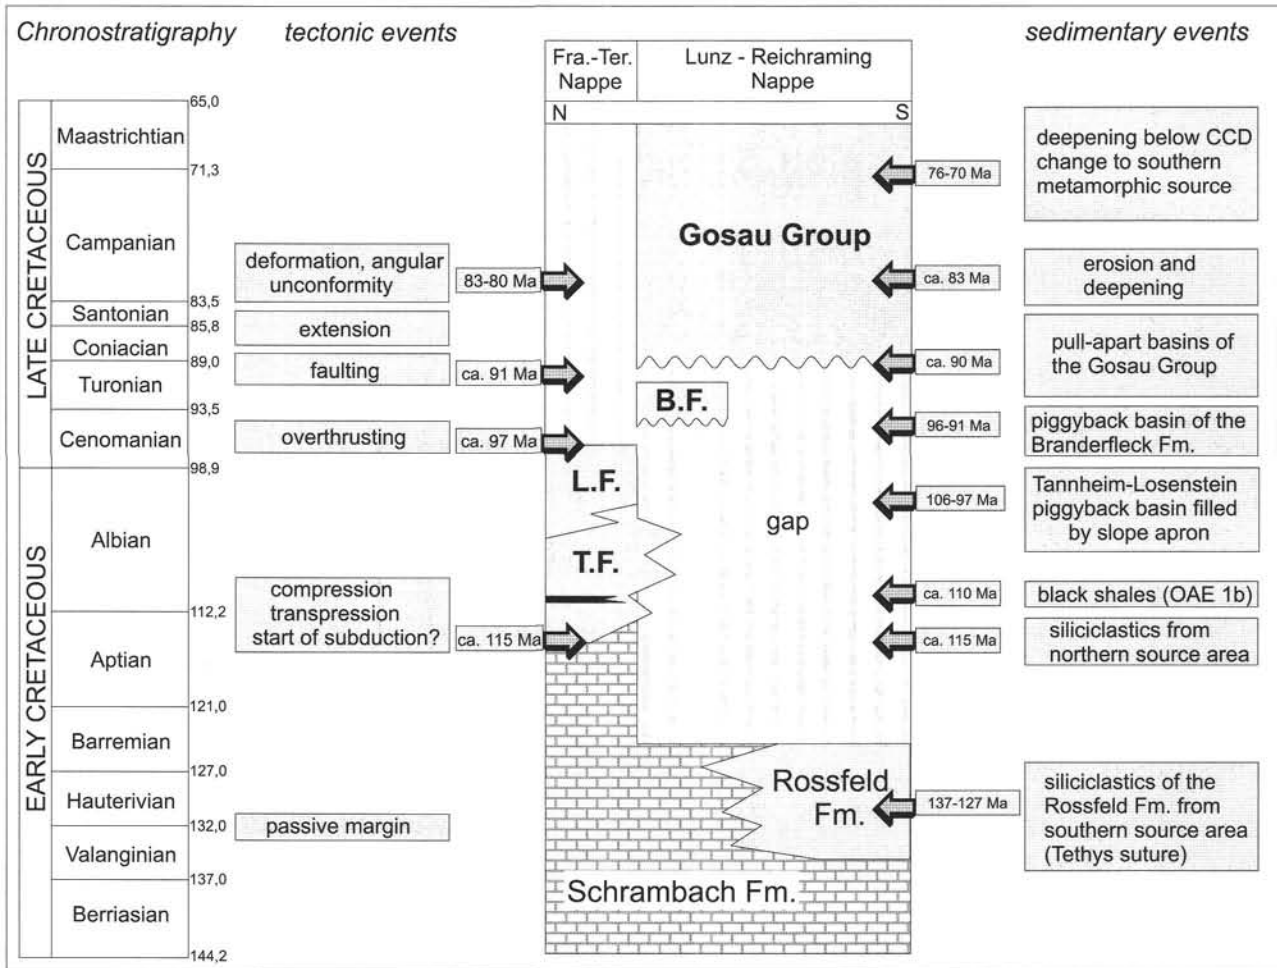 Chronostratigraphy
tectonic events
sedimentary events
Fra.-Ter.
Nappe
Lunz - Reichraming
Nappe
N
S
LATE CRETACEOUS
EARLY CRETACEOUS
65,0
Maastrichtian
71,3
Campanian
83,5
Santonian
85,8
Coniacian
89,0
Turonian
93,5
Cenomanian
98,9
Albian
112,2
Aptian
121,0
Barremian
127,0
Hauterivian
132,0
Valanginian
137,0
Berriasian
144,2
deformation, angular
unconformity
83-80 Ma
extension
faulting
ca. 91 Ma
overthrusting
ca. 97 Ma
compression
transpression
start of subduction?
ca. 115 Ma
passive margin
Gosau Group
B.F.
L.F.
T.F.
gap
Rossfeld
Fm.
Schrambach Fm.
76-70 Ma
deepening below CCD
change to southern
metamorphic source
ca. 83 Ma
erosion and
deepening
ca. 90 Ma
pull-apart basins of
the Gosau Group
96-91 Ma
piggyback basin of the
Branderfleck Fm.
106-97 Ma
Tannheim-Losenstein
piggyback basin filled
by slope apron
ca. 110 Ma
black shales (OAE 1b)
ca. 115 Ma
siliciclastics from
northern source area
137-127 Ma
siliciclastics of the
Rossfeld Fm. from
southern source area
(Tethys suture)